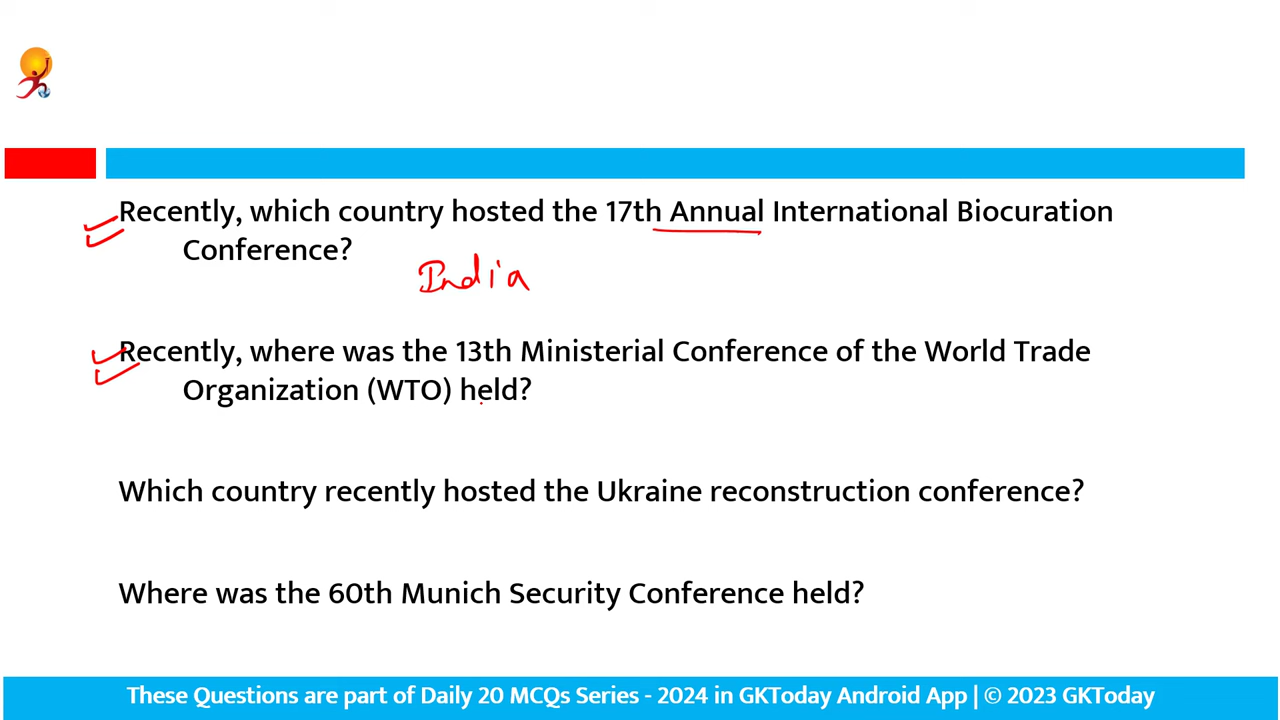 Recently, which country hosted the 17th Annual International Biocuration
Conference?
India
Recently, where was the 13th Ministerial Conference of the World Trade
Organization (WTO) held?
Which country recently hosted the Ukraine reconstruction conference?
Where was the 60th Munich Security Conference held?
These Questions are part of Daily 20 MCQs Series - 2024 in GKToday Android App | © 2023 GKToday